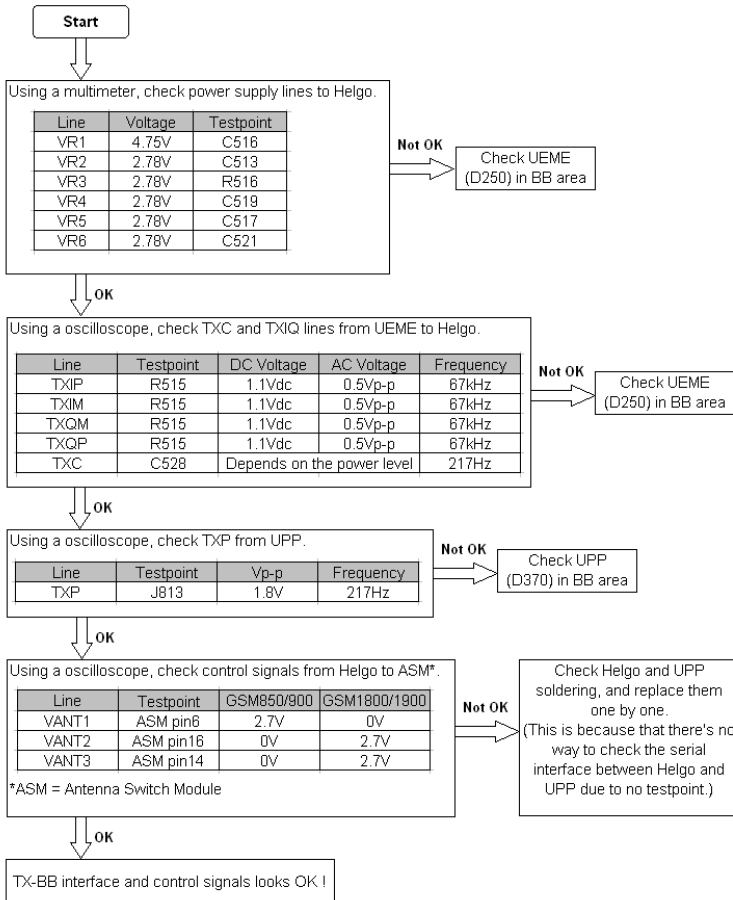 Start
Using a multimeter, check power supply lines to Helgo.
Line Voltage Testpoint
VR1 4.75V C516
VR2 2.78V C513
VR3 2.78V R516
VR4 2.78V C519
VR5 2.78V C517
VR6 2.78V C521
Not OK
Check UEME
(D250) in BB area
OK
Using a oscilloscope, check TXC and TXIQ lines from UEME to Helgo.
Line Testpoint DC Voltage AC Voltage Frequency
TXIP R515 1.1Vdc 0.5Vp-p 67kHz
TXIM R515 1.1Vdc 0.5Vp-p 67kHz
TXQM R515 1.1Vdc 0.5Vp-p 67kHz
TXQP R515 1.1Vdc 0.5Vp-p 67kHz
TXC C528 Depends on the power level 217Hz
Not OK
Check UEME
(D250) in BB area
OK
Using a oscilloscope, check TXP from UPP.
Line Testpoint Vp-p Frequency
TXP J813 1.8V 217Hz
Not OK
Check UPP
(D370) in BB area
OK
Using a oscilloscope, check control signals from Helgo to ASM*.
Line Testpoint GSM850/900 GSM1800/1900
VANT1 ASM pin6 2.7V 0V
VANT2 ASM pin16 0V 2.7V
VANT3 ASM pin14 0V 2.7V
*ASM = Antenna Switch Module
Not OK
Check Helgo and UPP
soldering, and replace them
one by one.
(This is because that there's no
way to check the serial
interface between Helgo and
UPP due to no testpoint.)
OK
TX-BB interface and control signals looks OK !